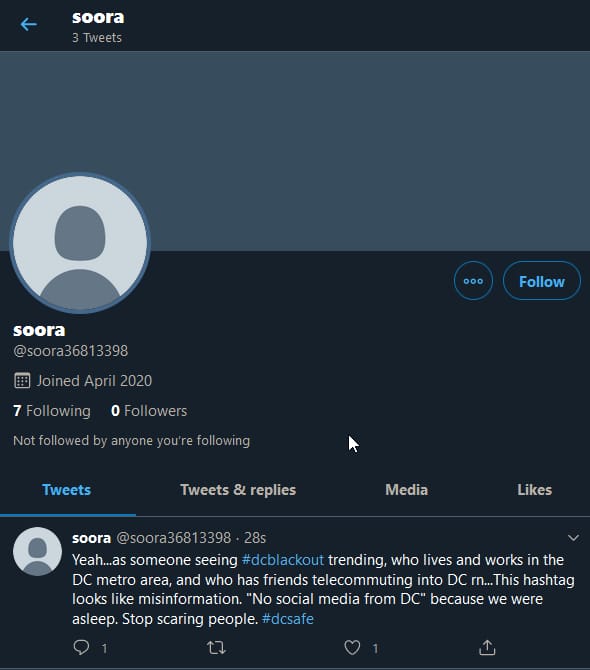 soora
3 Tweets
Follow
soora
@soora36813398
Joined April 2020
7 Following 0 Followers
Not followed by anyone you're following
Tweets Tweets & replies Media Likes
soora @soora36813398 · 28s
Yeah...as someone seeing #dcblackout trending, who lives and works in the
DC metro area, and who has friends telecommuting into DC rn...This hashtag
looks like misinformation. "No social media from DC" because we were
asleep. Stop scaring people. #dcsafe
1 1